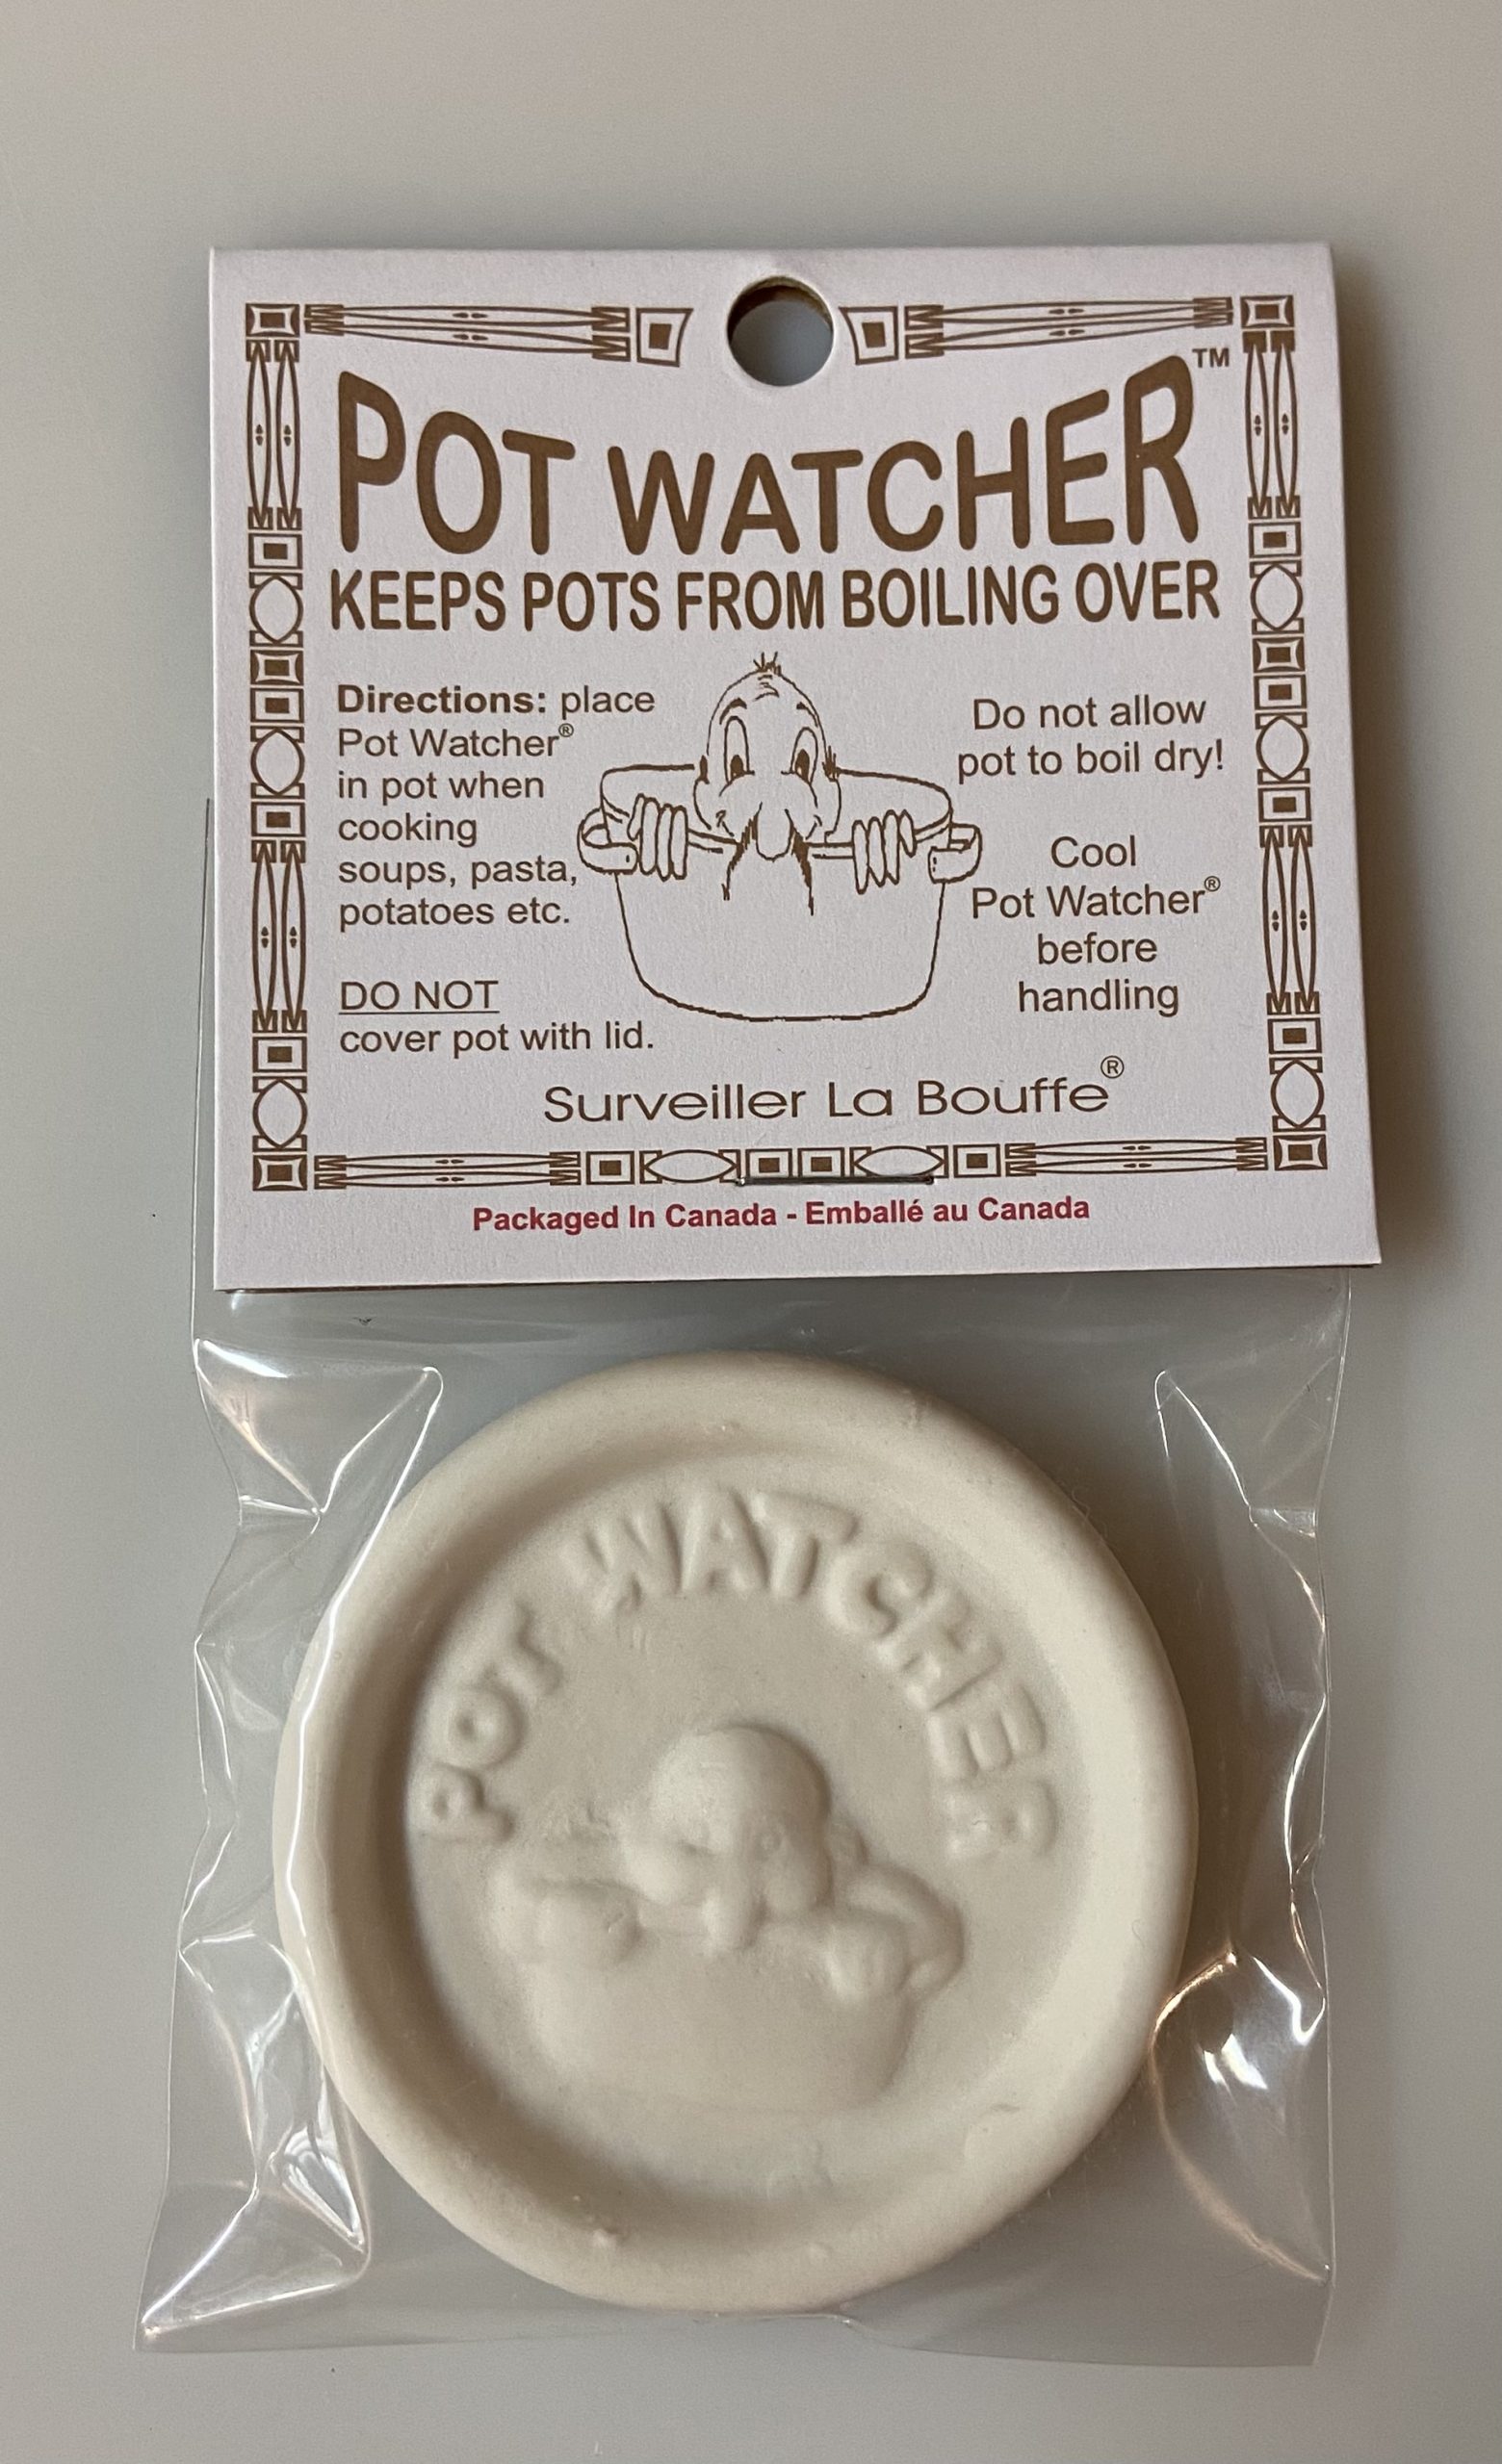 POT WATCHER™
KEEPS POTS FROM BOILING OVER
Directions: place
Pot Watcher®
in pot when
cooking
soups, pasta,
potatoes etc.
DO NOT
cover pot with lid.
Do not allow
pot to boil dry!
Cool
Pot Watcher®
before
handling
Surveiller La Bouffe®
Packaged In Canada - Emballé au Canada
POT WATCHER